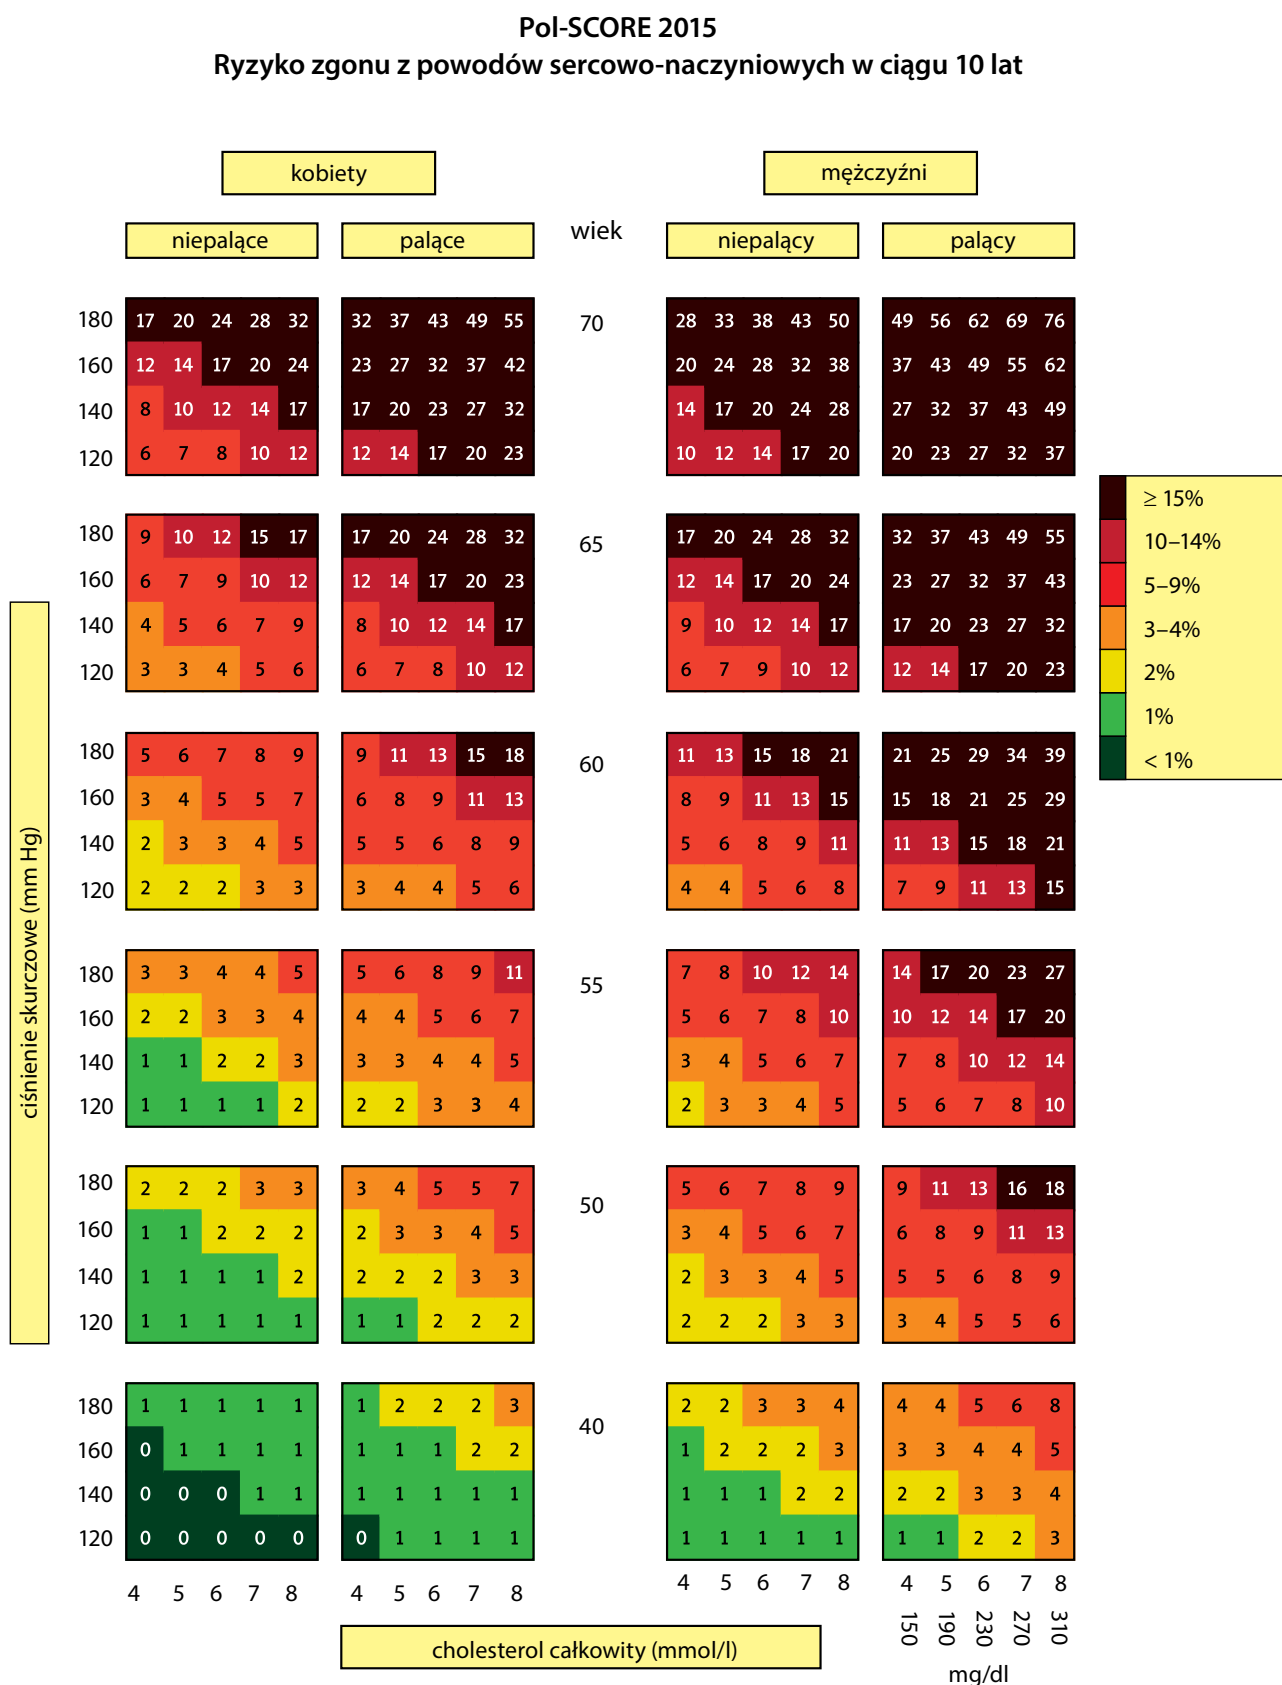 Pol-SCORE 2015
Ryzyko zgonu z powodów sercowo-naczyniowych w ciągu 10 lat
kobiety mężczyźni
niepalące palące wiek niepalący palący
180 17 20 24 28 32 32 37 43 49 55 70 28 33 38 43 50 49 56 62 69 76
160 12 14 17 20 24 23 27 32 37 42 20 24 28 32 38 37 43 49 55 62
140 8 10 12 14 17 17 20 23 27 32 14 17 20 24 28 27 32 37 43 49
120 6 7 8 10 12 12 14 17 20 23 10 12 14 17 20 20 23 27 32 37
180 9 10 12 15 17 17 20 24 28 32 65 17 20 24 28 32 32 37 43 49 55
160 6 7 9 10 12 12 14 17 20 23 12 14 17 20 24 23 27 32 37 43
140 4 5 6 7 9 8 10 12 14 17 9 10 12 14 17 17 20 23 27 32
120 3 3 4 5 6 6 7 8 10 12 6 7 9 10 12 12 14 17 20 23
180 5 6 7 8 9 9 11 13 15 18 60 11 13 15 18 21 21 25 29 34 39
160 3 4 5 5 7 6 8 9 11 13 8 9 11 13 15 15 18 21 25 29
140 2 3 3 4 5 5 5 6 8 9 5 6 8 9 11 11 13 15 18 21
120 2 2 2 3 3 3 4 4 5 6 4 4 5 6 8 7 9 11 13 15
180 3 3 4 4 5 5 6 8 9 11 55 7 8 10 12 14 14 17 20 23 27
160 2 2 3 3 4 4 4 5 6 7 5 6 7 8 10 10 12 14 17 20
140 1 1 2 2 3 3 3 4 4 5 3 4 5 6 7 7 8 10 12 14
120 1 1 1 1 2 2 2 3 3 4 2 3 3 4 5 5 6 7 8 10
180 2 2 2 3 3 3 4 5 5 7 50 5 6 7 8 9 9 11 13 16 18
160 1 1 2 2 2 2 3 3 4 5 3 4 5 6 7 6 8 9 11 13
140 1 1 1 1 2 2 2 2 3 3 2 3 3 4 5 5 5 6 8 9
120 1 1 1 1 1 1 1 2 2 2 2 2 2 3 3 3 4 5 5 6
180 1 1 1 1 1 1 2 2 2 3 40 2 2 3 3 4 4 4 5 6 8
160 0 1 1 1 1 1 1 1 2 2 1 2 2 2 3 3 3 4 4 5
140 0 0 0 1 1 1 1 1 1 1 1 1 1 2 2 2 2 3 3 4
120 0 0 0 0 0 0 1 1 1 1 1 1 1 1 1 1 1 2 2 3
4 5 6 7 8 4 5 6 7 8 4 5 6 7 8 4 5 6 7 8
150 190 230 270 310
cholesterol całkowity (mmol/l)
mg/dl
ciśnienie skurczowe (mm Hg)
≥ 15%
10–14%
5–9%
3–4%
2%
1%
< 1%